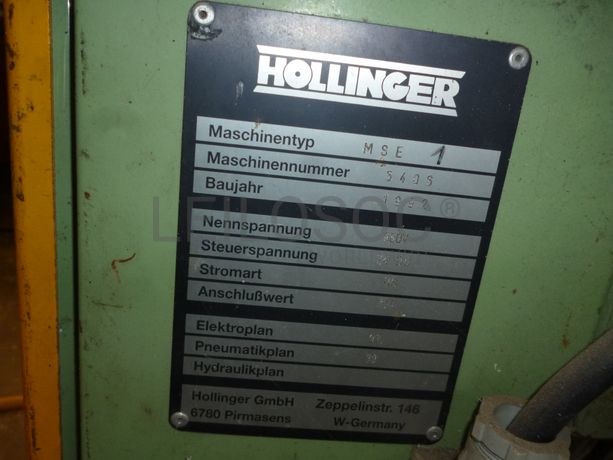 HOLLINGER
Maschinentyp MSE 1
Maschinennummer
Baujahr
Nennspannung
Steuerspannung
Stromart
Anschlußwert
Elektroplan
Pneumatikplan
Hydraulikplan
Hollinger GmbH Zeppelinstr. 146
6780 Pirmasens W-Germany
LEILOSOC®